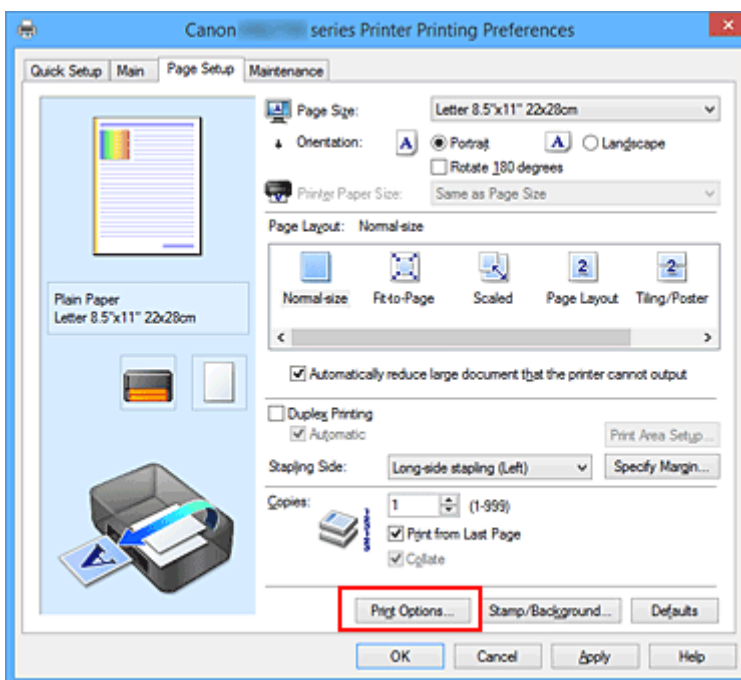 Canon series Printer Printing Preferences
Quick Setup Main Page Setup Maintenance
Page Size: Letter 8.5"x11" 22x28cm
Orientation: A Portrait A Landscape
Rotate 180 degrees
Printer Paper Size: Same as Page Size
Page Layout: Normal-size
Normal-size Fit-to-Page Scaled Page Layout Tiling/Poster
Plain Paper
Letter 8.5"x11" 22x28cm
Automatically reduce large document that the printer cannot output
Duplex Printing
Automatic Print Area Setup...
Stapling Side: Long-side stapling (Left) Specify Margin...
Copies: 1 (1-999)
Print from Last Page
Collate
Print Options... Stamp/Background... Defaults
OK Cancel Apply Help